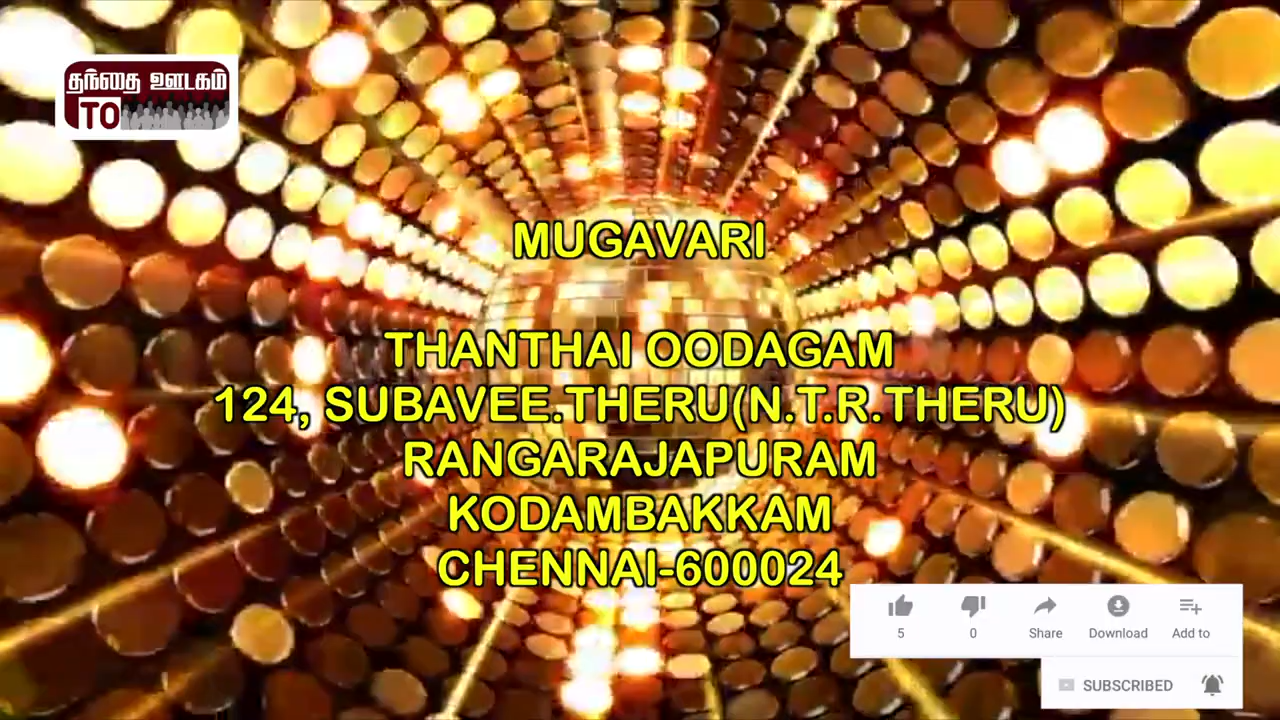 தந்தை ஊடகம்
TO
MUGAVARI
THANTHAI OODAGAM
124, SUBAVEE.THERU(N.T.R.THERU)
RANGARAJAPURAM
KODAMBAKKAM
CHENNAI-600024
5 0 Share Download Add to
SUBSCRIBED